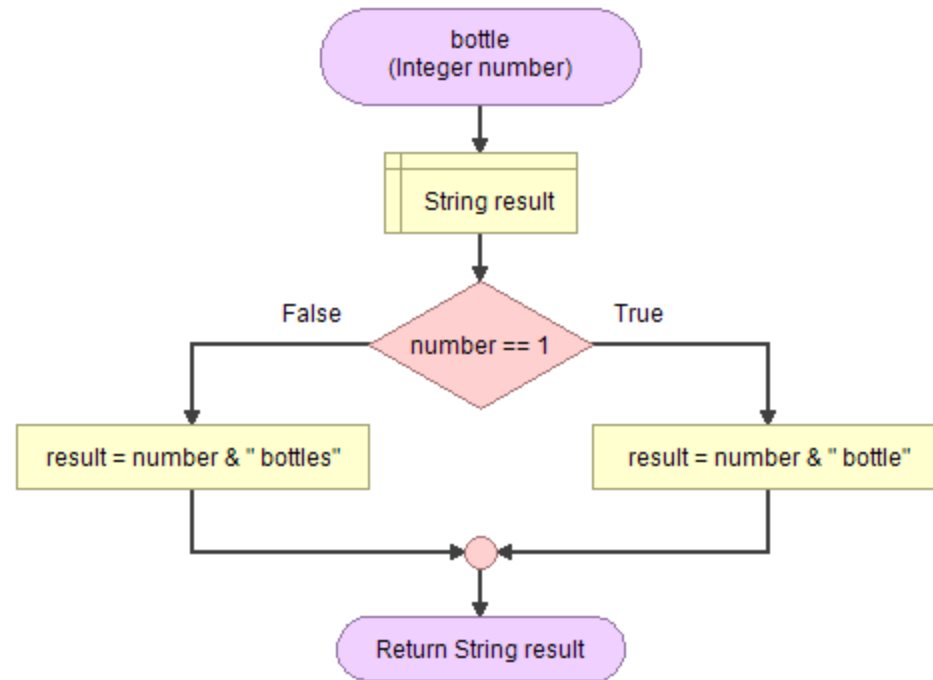 bottle
(Integer number)
String result
False
True
number == 1
result = number & " bottles"
result = number & " bottle"
Return String result